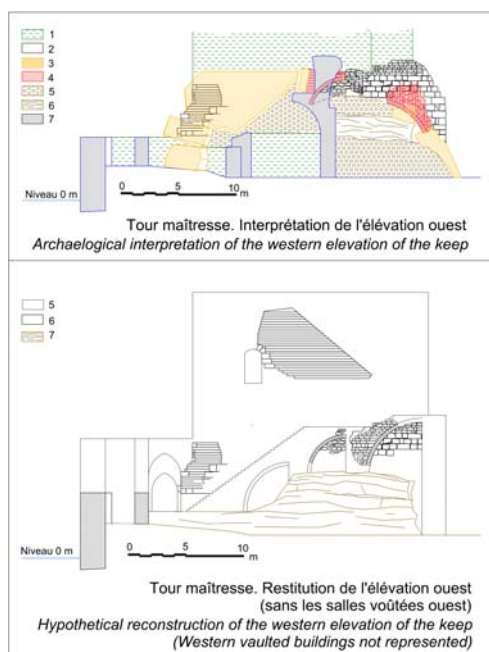 1
2
3
4
5
6
7
Niveau 0 m
0 5 10
m
Tour maîtresse. Interprétation de l'élévation ouest
Archaelogical interpretation of the western elevation of the keep
5
6
7
Niveau 0 m
0 5 10
m
Tour maîtresse. Restitution de l'élévation ouest
(sans les salles voûtées ouest)
Hypothetical reconstruction of the western elevation of the keep
(Western vaulted buildings not represented)